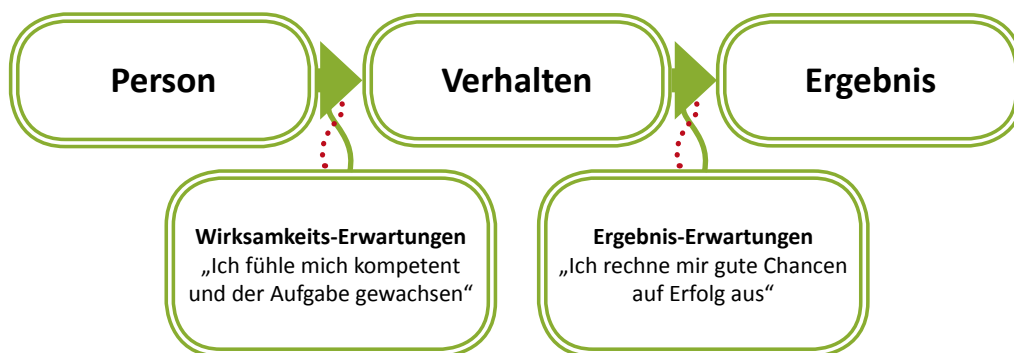 Person
Verhalten
Ergebnis
Wirksamkeits-Erwartungen
„Ich fühle mich kompetent
und der Aufgabe gewachsen“
Ergebnis-Erwartungen
„Ich rechne mir gute Chancen
auf Erfolg aus“